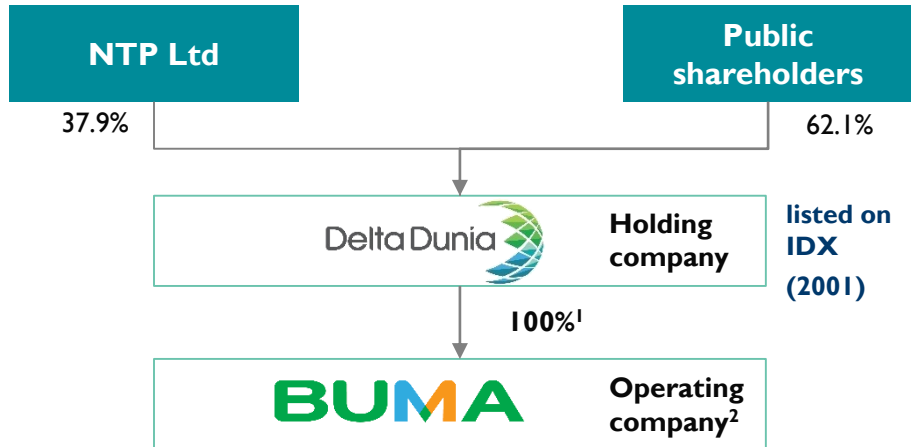 NTP Ltd
Public
shareholders
37.9%
62.1%
Delta Dunia
Holding
company
listed on
IDX
(2001)
100%¹
BUMA
Operating
company²